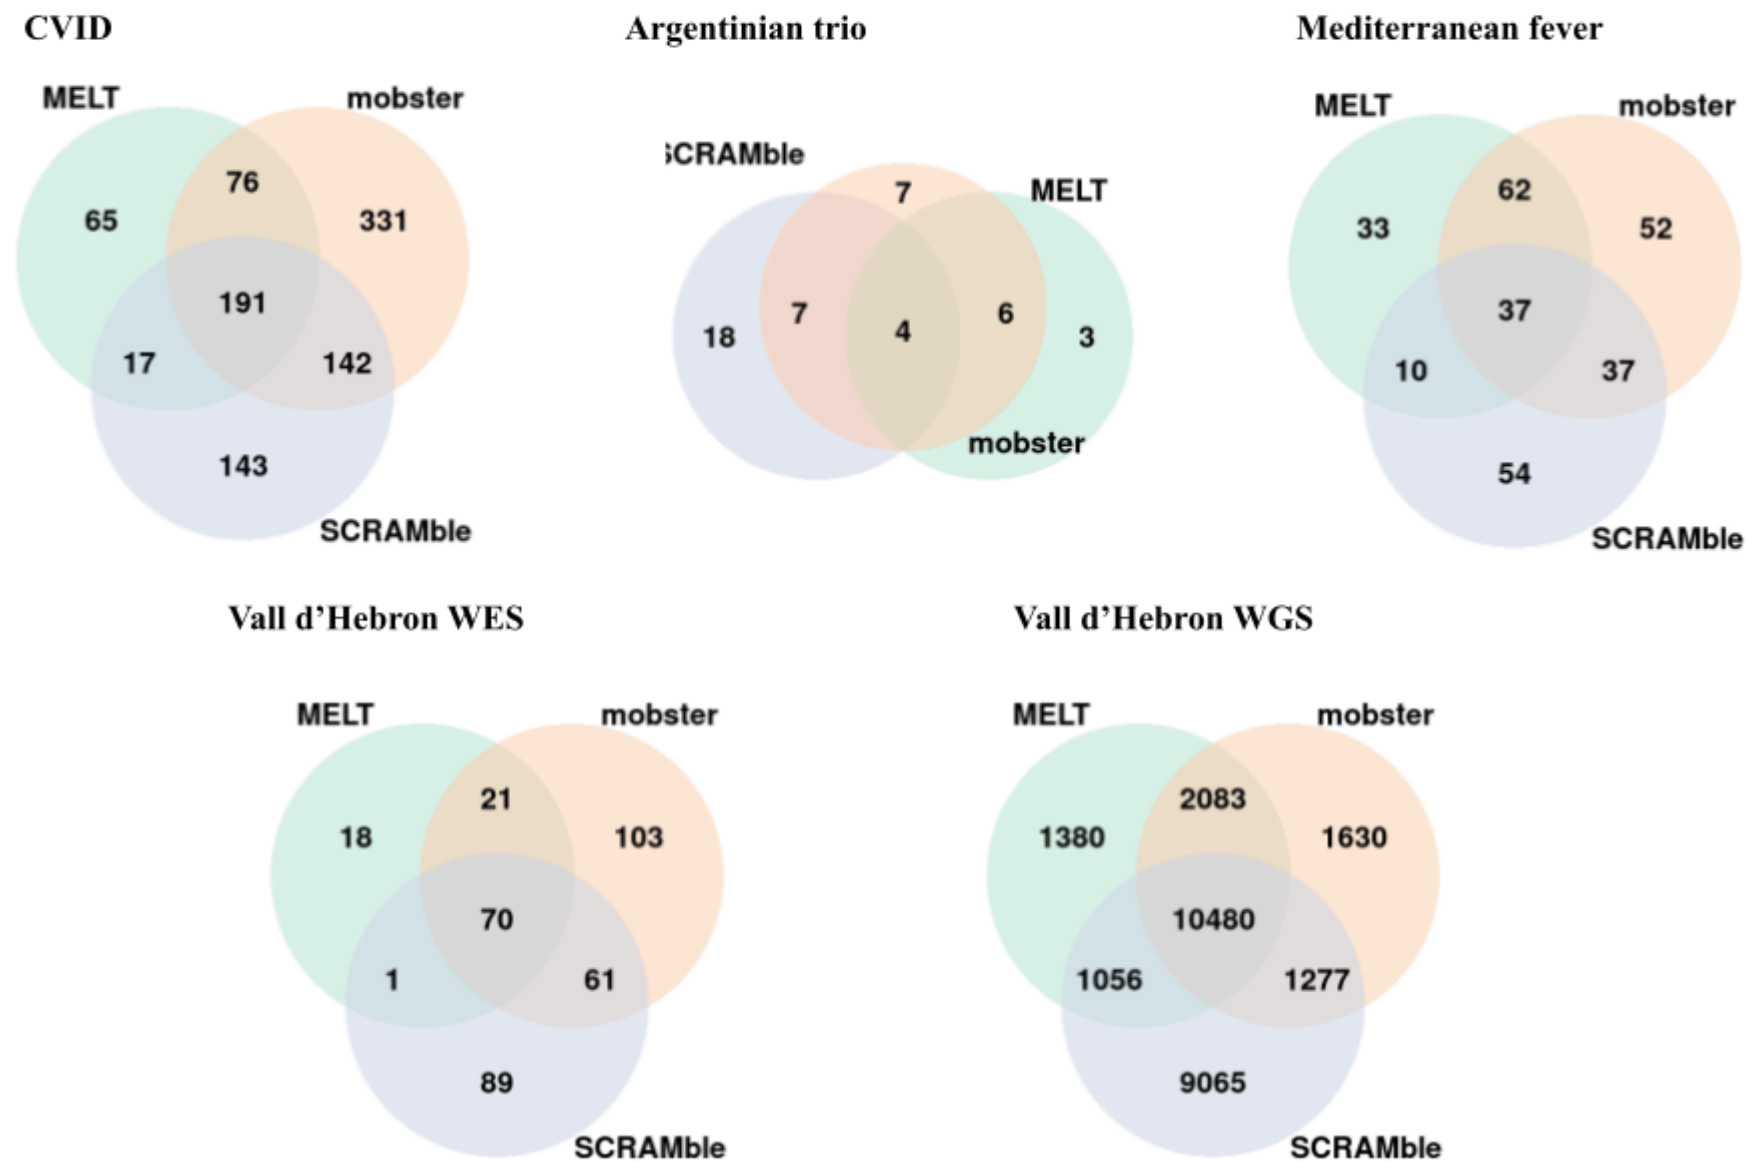 CVID
Argentinian trio
Mediterranean fever
MELT
mobster
76
65
331
191
17
142
143
SCRAMble
SCRAMble
7
MELT
18
7
4
6
3
mobster
MELT
mobster
62
33
52
37
10
37
54
SCRAMble
Vall d’Hebron WES
Vall d’Hebron WGS
MELT
mobster
21
18
103
70
1
61
89
SCRAMble
MELT
mobster
2083
1380
1630
10480
1056
1277
9065
SCRAMble